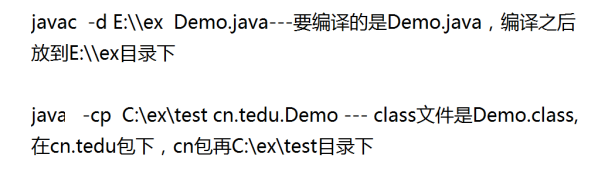 javac -d E:\\ex Demo.java---要编译的是Demo.java，编译之后
放到E:\\ex目录下
java -cp C:\ex\test cn.tedu.Demo --- class文件是Demo.class,
在cn.tedu包下，cn包再C:\ex\test目录下